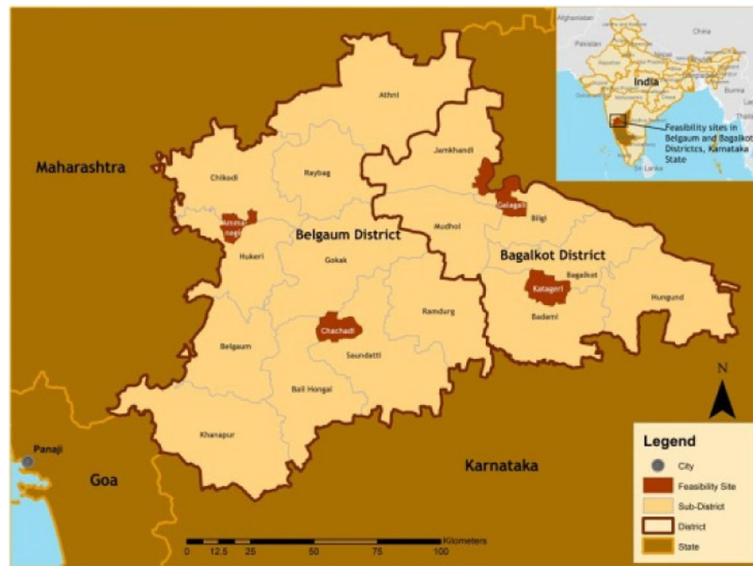 Maharashtra
Athni
Jamkhandi
Chikodi
Raybag
Galagali
Bilgi
Mudhol
Belgaum District
Hukeri
Gokak
Bagalkot District
Bagalkot
Katageri
Hungund
Badami
Ramdurg
Chachadi
Belgaum
Saundatti
Bail Hongal
Khanapur
Panaji
Goa
Karnataka
N
0
12.5
25
50
75
100
Kilometers
Legend
City
Feasibility Site
Sub-District
District
State
Afghanistan
China
Pakistan
India
Burma
Feasibility sites in
Belgaum and Bagalkot
Districtcs, Karnataka
State
Sri Lanka